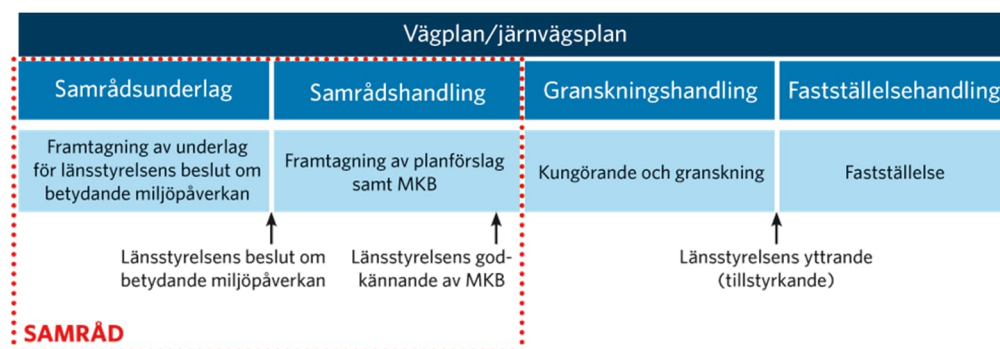 Vägplan/järnvägsplan
Samrådsunderlag
Samrådshandling
Granskningshandling
Fastställelsehandling
Framtagning av underlag
för länsstyrelsens beslut om
betydande miljöpåverkan
Framtagning av planförslag
samt MKB
Kungörande och granskning
Fastställelse
Länsstyrelsens beslut om
betydande miljöpåverkan
Länsstyrelsens god-
kännande av MKB
Länsstyrelsens yttrande
(tillstyrkande)
SAMRÅD